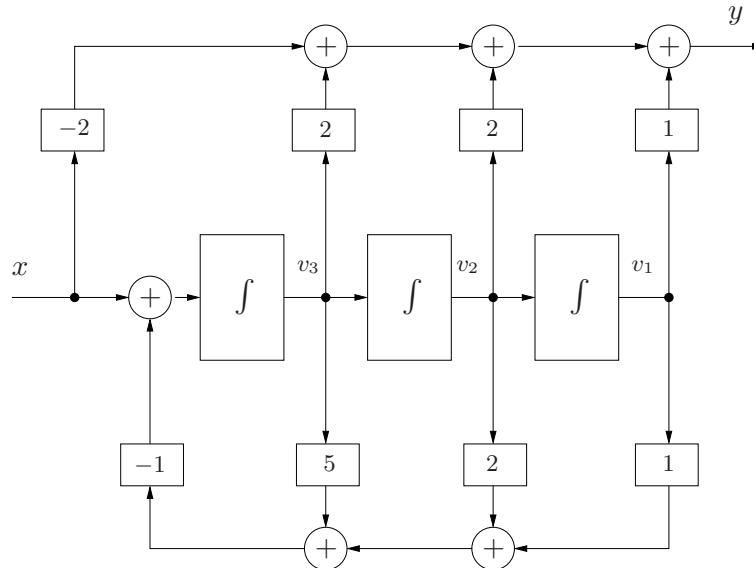 y
+ + +
−2 2 2 1
x v₃ v₂ v₁
+ ∫ ∫ ∫
−1 5 2 1
+ +